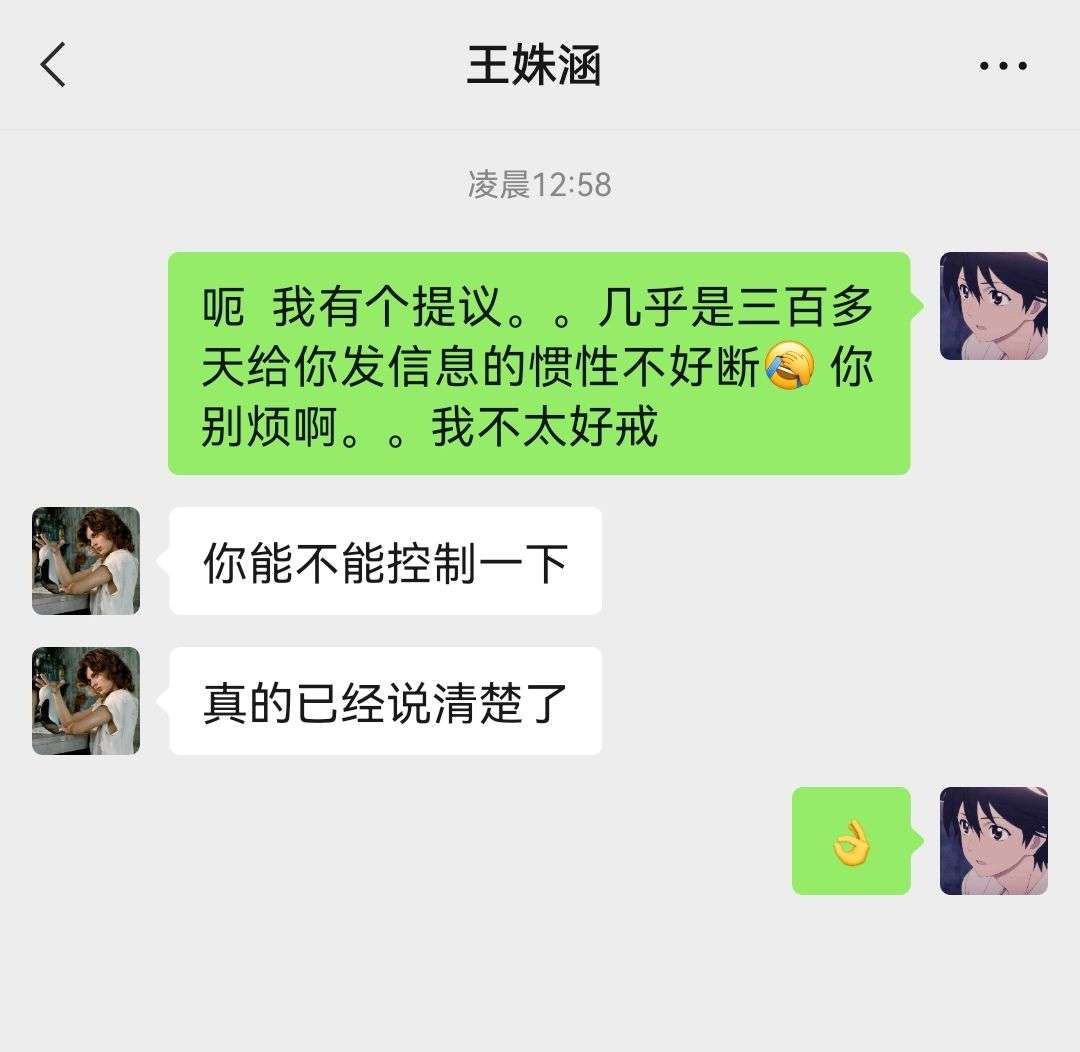 王姝涵
凌晨12:58
呃 我有个提议。。几乎是三百多
天给你发信息的惯性不好断🤦 你
别烦啊。。我不太好戒
你能不能控制一下
真的已经说清楚了
👌